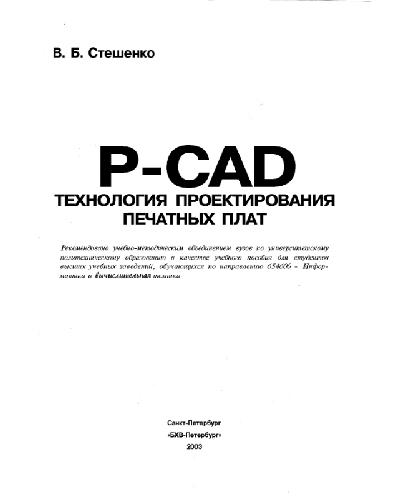 В. Б. Стешенко
P-CAD
ТЕХНОЛОГИЯ ПРОЕКТИРОВАНИЯ
ПЕЧАТНЫХ ПЛАТ
Рекомендовано учебно-методическим объединением вузов по университетскому
политехническому образованию в качестве учебного пособия для студентов
высших учебных заведений, обучающихся по направлению 654600 – Инфор-
матика и вычислительная техника
Санкт-Петербург
«БХВ-Петербург»
2003